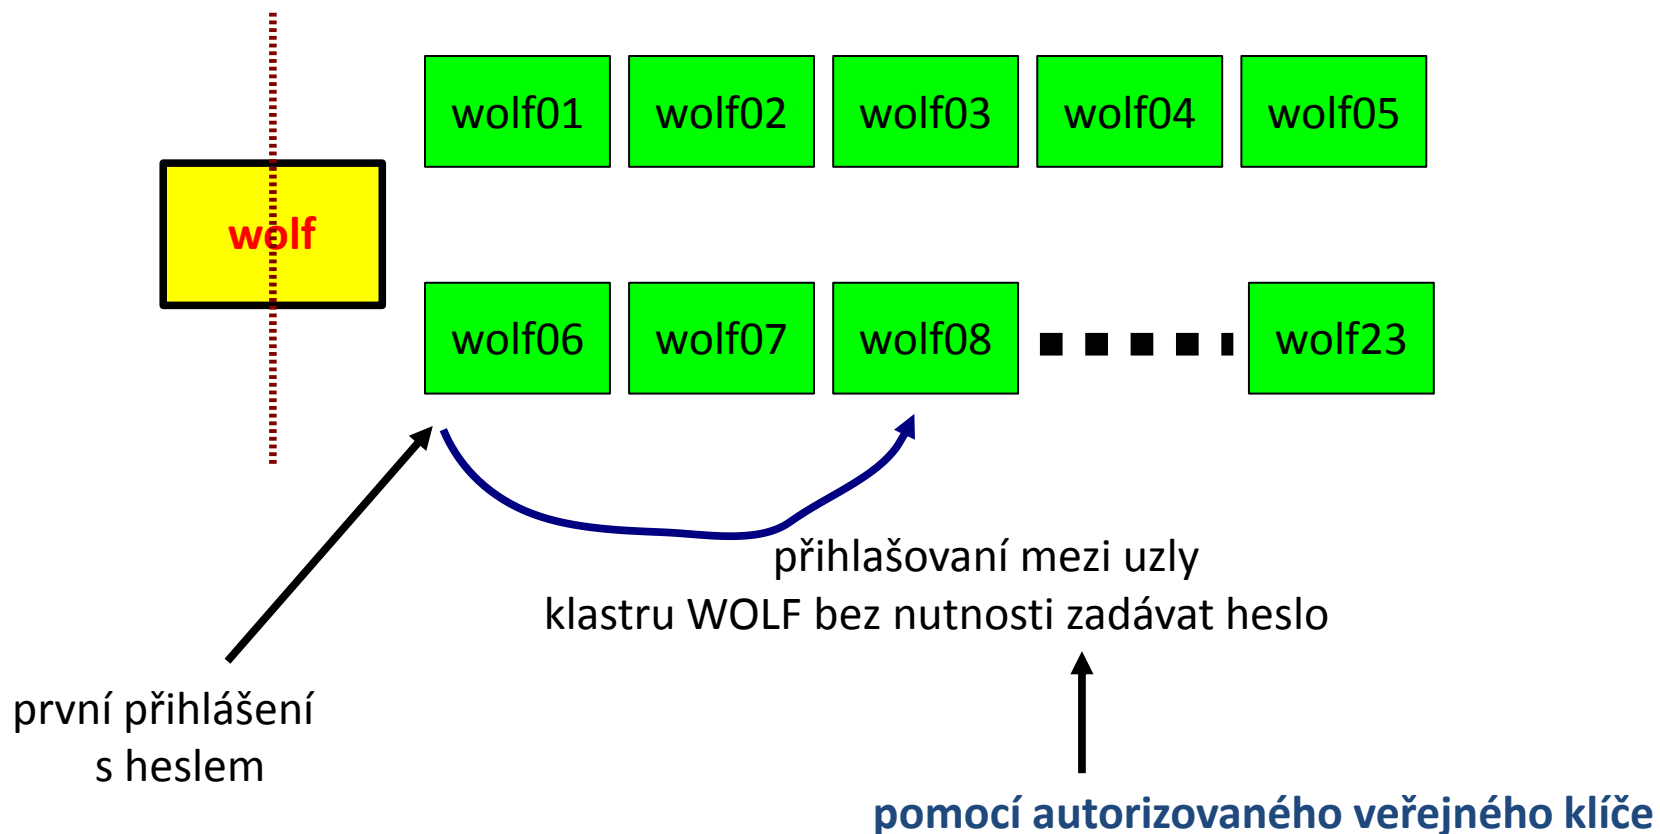 wolf01 wolf02 wolf03 wolf04 wolf05
wolf
wolf06 wolf07 wolf08 wolf23
přihlašovaní mezi uzly
klastru WOLF bez nutnosti zadávat heslo
první přihlášení
s heslem
pomocí autorizovaného veřejného klíče